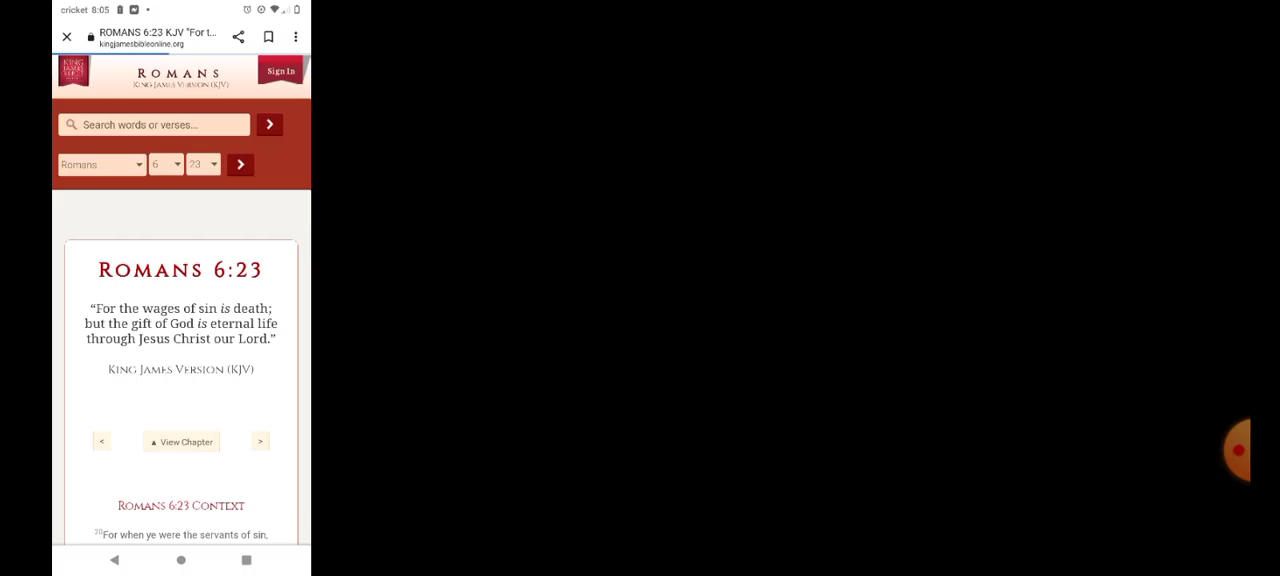 cricket 8:05
ROMANS 6:23 KJV "For t...
kingjamesbibleonline.org
KING JAMES
Romans
King James Version (KJV)
Sign In
Search words or verses...
Romans 6 23
Romans 6:23
“For the wages of sin is death;
but the gift of God is eternal life
through Jesus Christ our Lord.”
King James Version (KJV)
< ▲ View Chapter >
Romans 6:23 Context
20For when ye were the servants of sin,